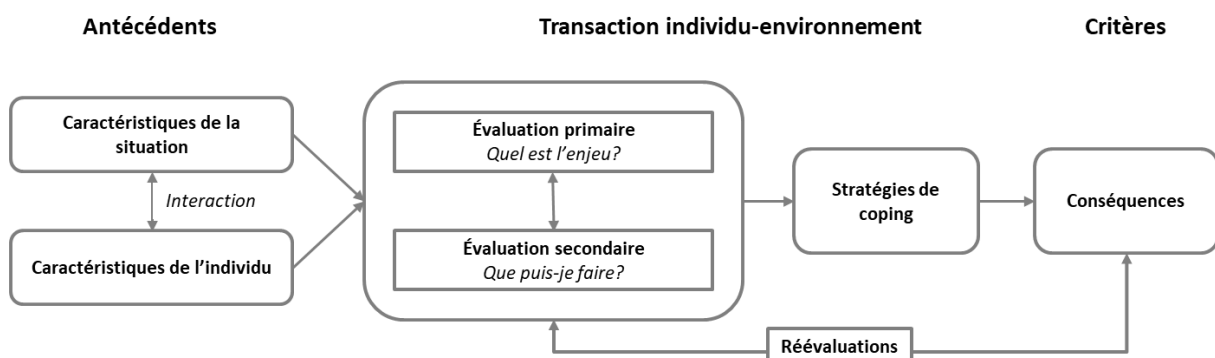 Antécédents
Transaction individu-environnement
Critères
Caractéristiques de la
situation
Interaction
Caractéristiques de l'individu
Évaluation primaire
Quel est l'enjeu?
Évaluation secondaire
Que puis-je faire?
Stratégies de
coping
Conséquences
Réévaluations